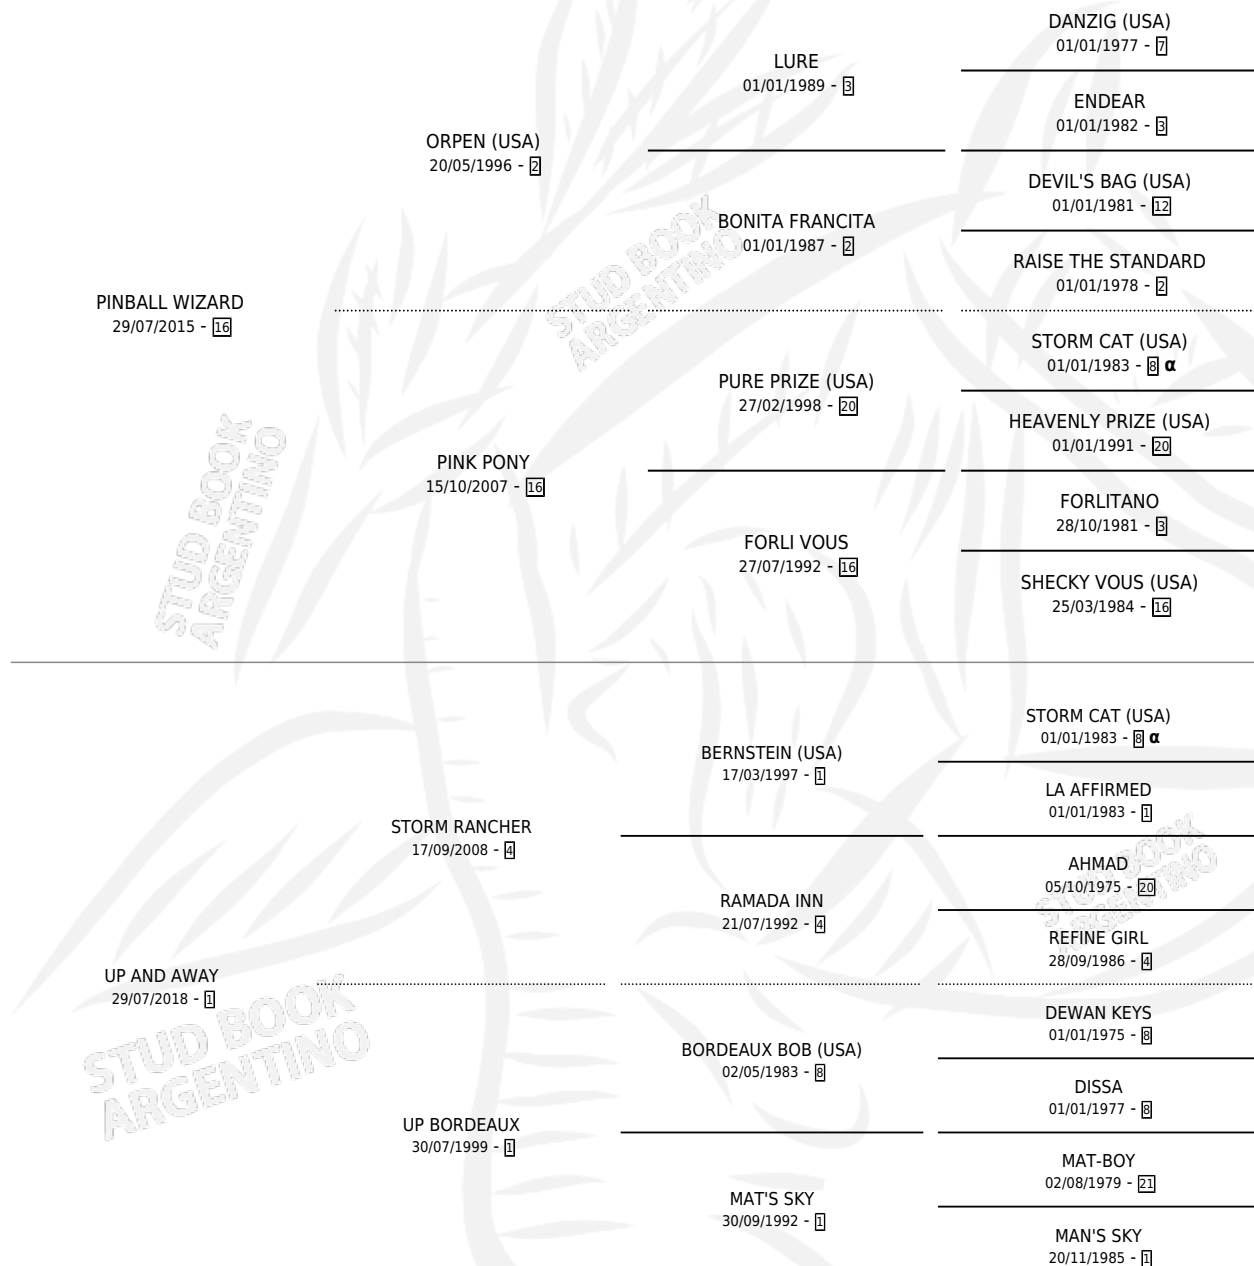 DANZIG (USA)
01/01/1977 - 7
LURE
01/01/1989 - 3
ENDEAR
01/01/1982 - 3
ORPEN (USA)
20/05/1996 - 2
DEVIL'S BAG (USA)
01/01/1981 - 12
BONITA FRANCITA
01/01/1987 - 2
RAISE THE STANDARD
01/01/1978 - 2
PINBALL WIZARD
29/07/2015 - 16
STORM CAT (USA)
01/01/1983 - 8 α
PURE PRIZE (USA)
27/02/1998 - 20
HEAVENLY PRIZE (USA)
01/01/1991 - 20
PINK PONY
15/10/2007 - 16
FORLITANO
28/10/1981 - 3
FORLI VOUS
27/07/1992 - 16
SHECKY VOUS (USA)
25/03/1984 - 16
STORM CAT (USA)
01/01/1983 - 8 α
BERNSTEIN (USA)
17/03/1997 - 1
LA AFFIRMED
01/01/1983 - 1
STORM RANCHER
17/09/2008 - 4
AHMAD
05/10/1975 - 20
RAMADA INN
21/07/1992 - 4
REFINE GIRL
28/09/1986 - 4
UP AND AWAY
29/07/2018 - 1
DEWAN KEYS
01/01/1975 - 8
BORDEAUX BOB (USA)
02/05/1983 - 8
DISSA
01/01/1977 - 8
UP BORDEAUX
30/07/1999 - 1
MAT-BOY
02/08/1979 - 21
MAT'S SKY
30/09/1992 - 1
MAN'S SKY
20/11/1985 - 1
STUD BOOK
ARGENTINO
STUD BOOK
ARGENTINO
STUD BOOK
ARGENTINO
STUD BOOK
ARGENTINO